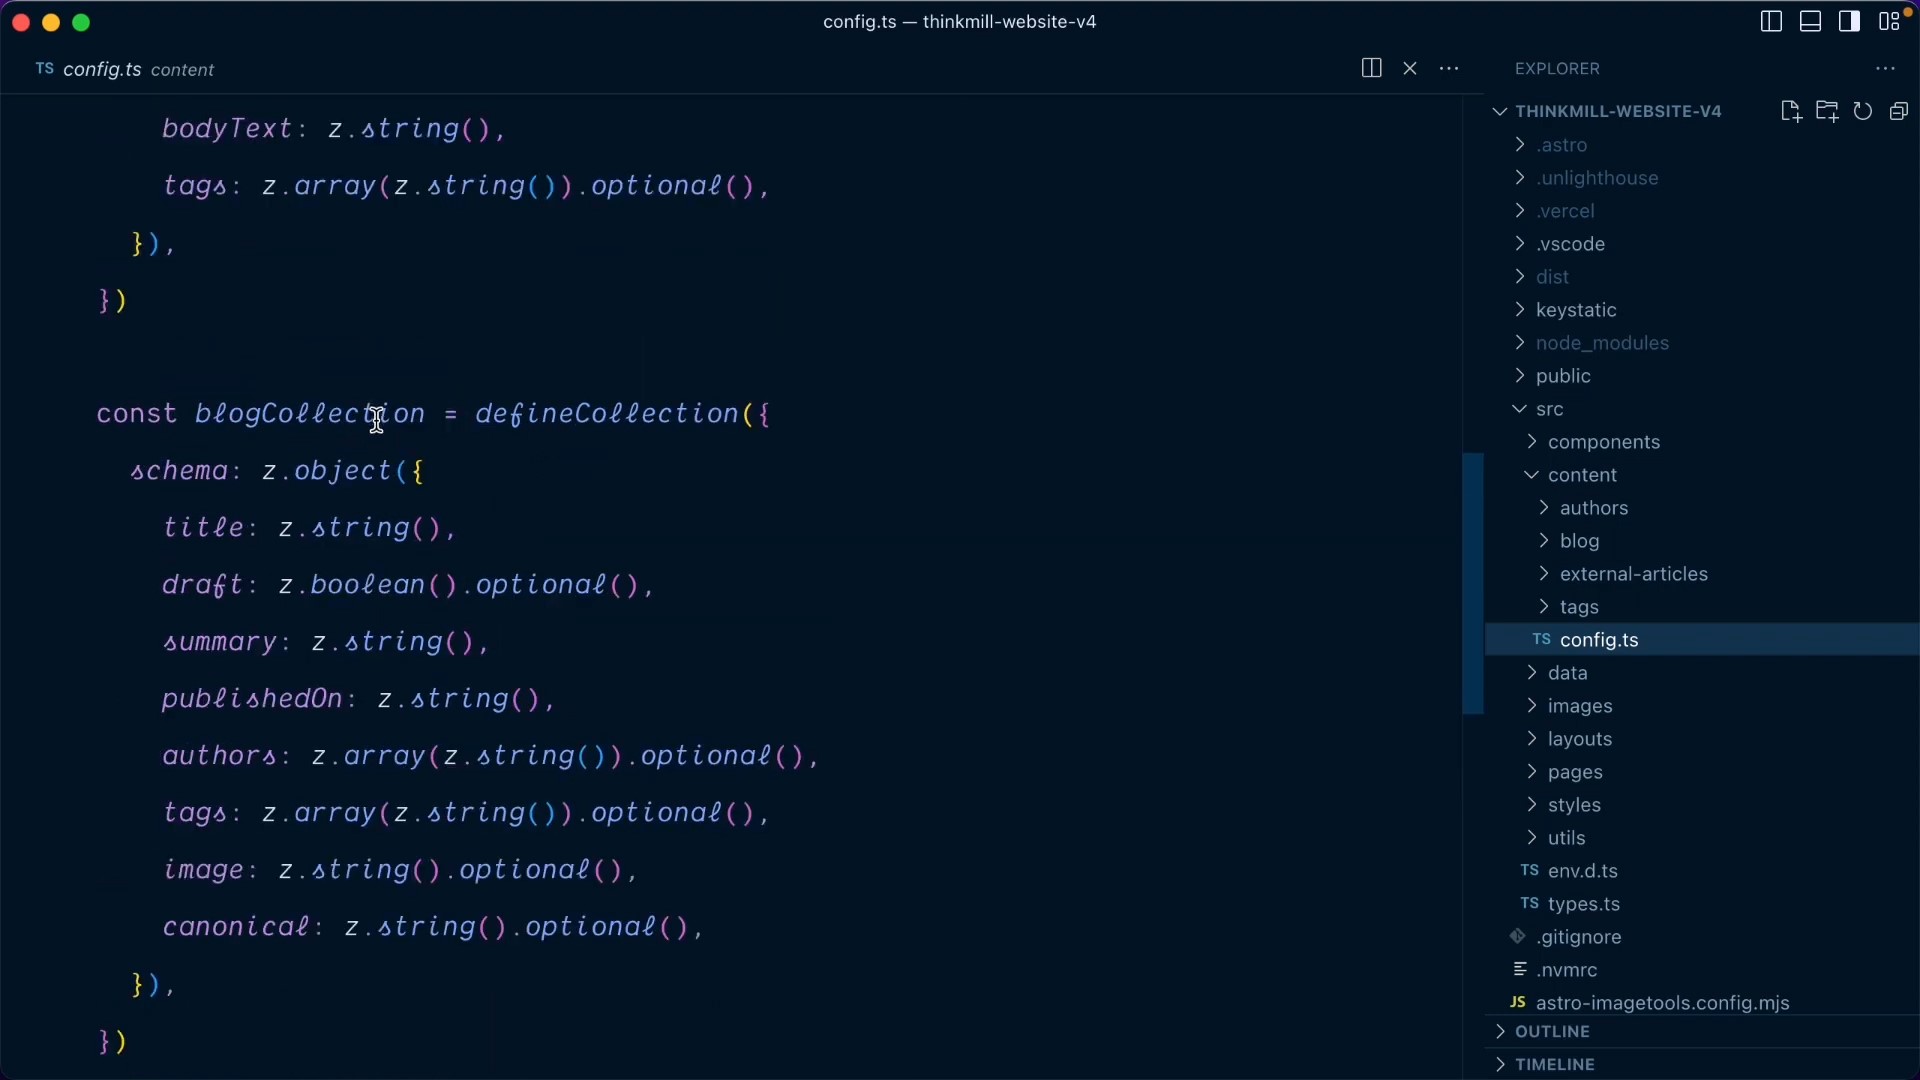 config.ts — thinkmill-website-v4
TS config.ts content
bodyText: z.string(),
tags: z.array(z.string()).optional(),
}),
})
const blogCollection = defineCollection({
schema: z.object({
title: z.string(),
draft: z.boolean().optional(),
summary: z.string(),
publishedOn: z.string(),
authors: z.array(z.string()).optional(),
tags: z.array(z.string()).optional(),
image: z.string().optional(),
canonical: z.string().optional(),
}),
})
EXPLORER
THINKMILL-WEBSITE-V4
.astro
.unlighthouse
.vercel
.vscode
dist
keystatic
node_modules
public
src
components
content
authors
blog
external-articles
tags
TS config.ts
data
images
layouts
pages
styles
utils
TS env.d.ts
TS types.ts
.gitignore
.nvmrc
JS astro-imagetools.config.mjs
OUTLINE
TIMELINE